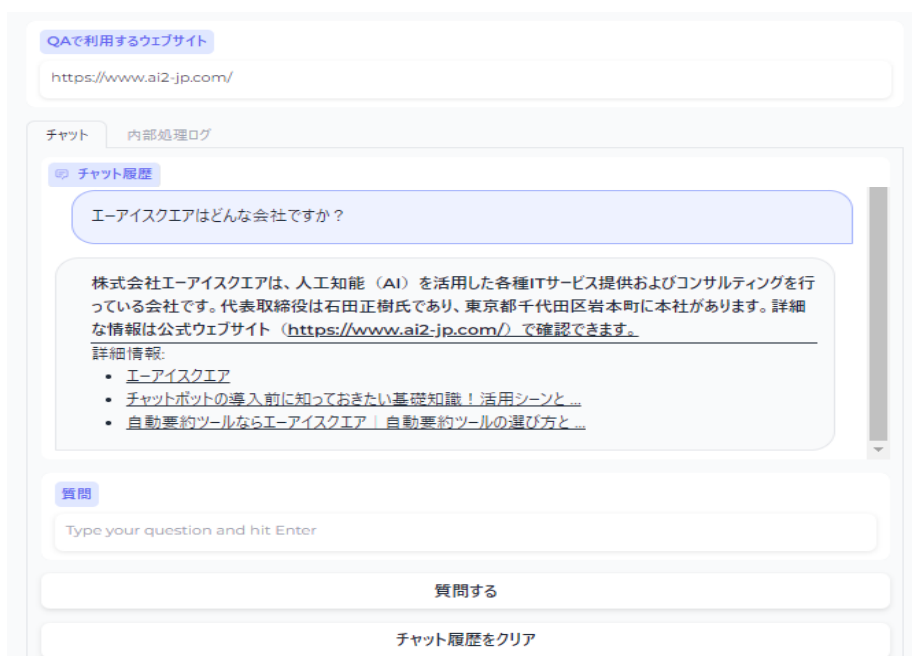 QAで利用するウェブサイト
https://www.ai2-jp.com/
チャット 内部処理ログ
チャット履歴
エーアイスクエアはどんな会社ですか？
株式会社エーアイスクエアは、人工知能（AI）を活用した各種ITサービス提供およびコンサルティングを行
っている会社です。代表取締役は石田正樹氏であり、東京都千代田区岩本町に本社があります。詳細
な情報は公式ウェブサイト（https://www.ai2-jp.com/）で確認できます。
詳細情報:
• エーアイスクエア
• チャットボットの導入前に知っておきたい基礎知識！活用シーンと ...
• 自動要約ツールならエーアイスクエア｜自動要約ツールの選び方と ...
質問
Type your question and hit Enter
質問する
チャット履歴をクリア